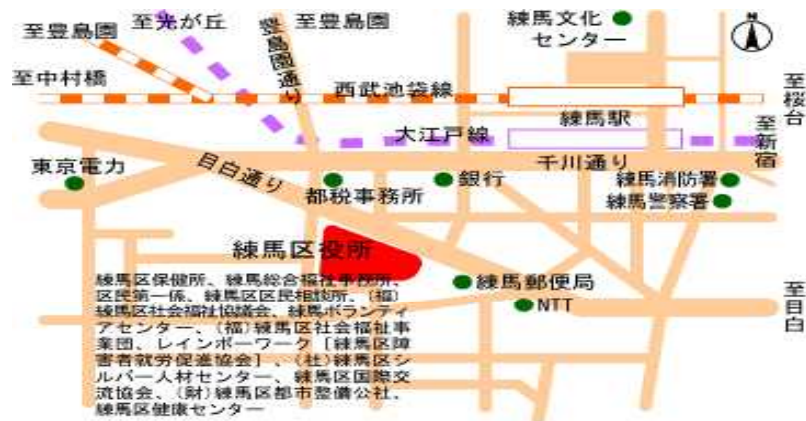 至光が丘
至豊島園
練馬文化
センター
N
至豊島園
豊島園通り
至中村橋
西武池袋線
至桜台
練馬駅
大江戸線
至新宿
千川通り
東京電力
目白通り
都税事務所
銀行
練馬消防署
練馬警察署
練馬区役所
練馬郵便局
NTT
至目白
練馬区保健所、練馬総合福祉事務所、
区民第一係、練馬区区民相談所、(福)
練馬区社会福祉協議会、練馬ボランティ
アセンター、(福)練馬区社会福祉事
業団、レインボーワーク［練馬区障
害者就労促進協会］、(社)練馬区シ
ルバー人材センター、練馬区国際交
流協会、(財)練馬区都市整備公社、
練馬区健康センター